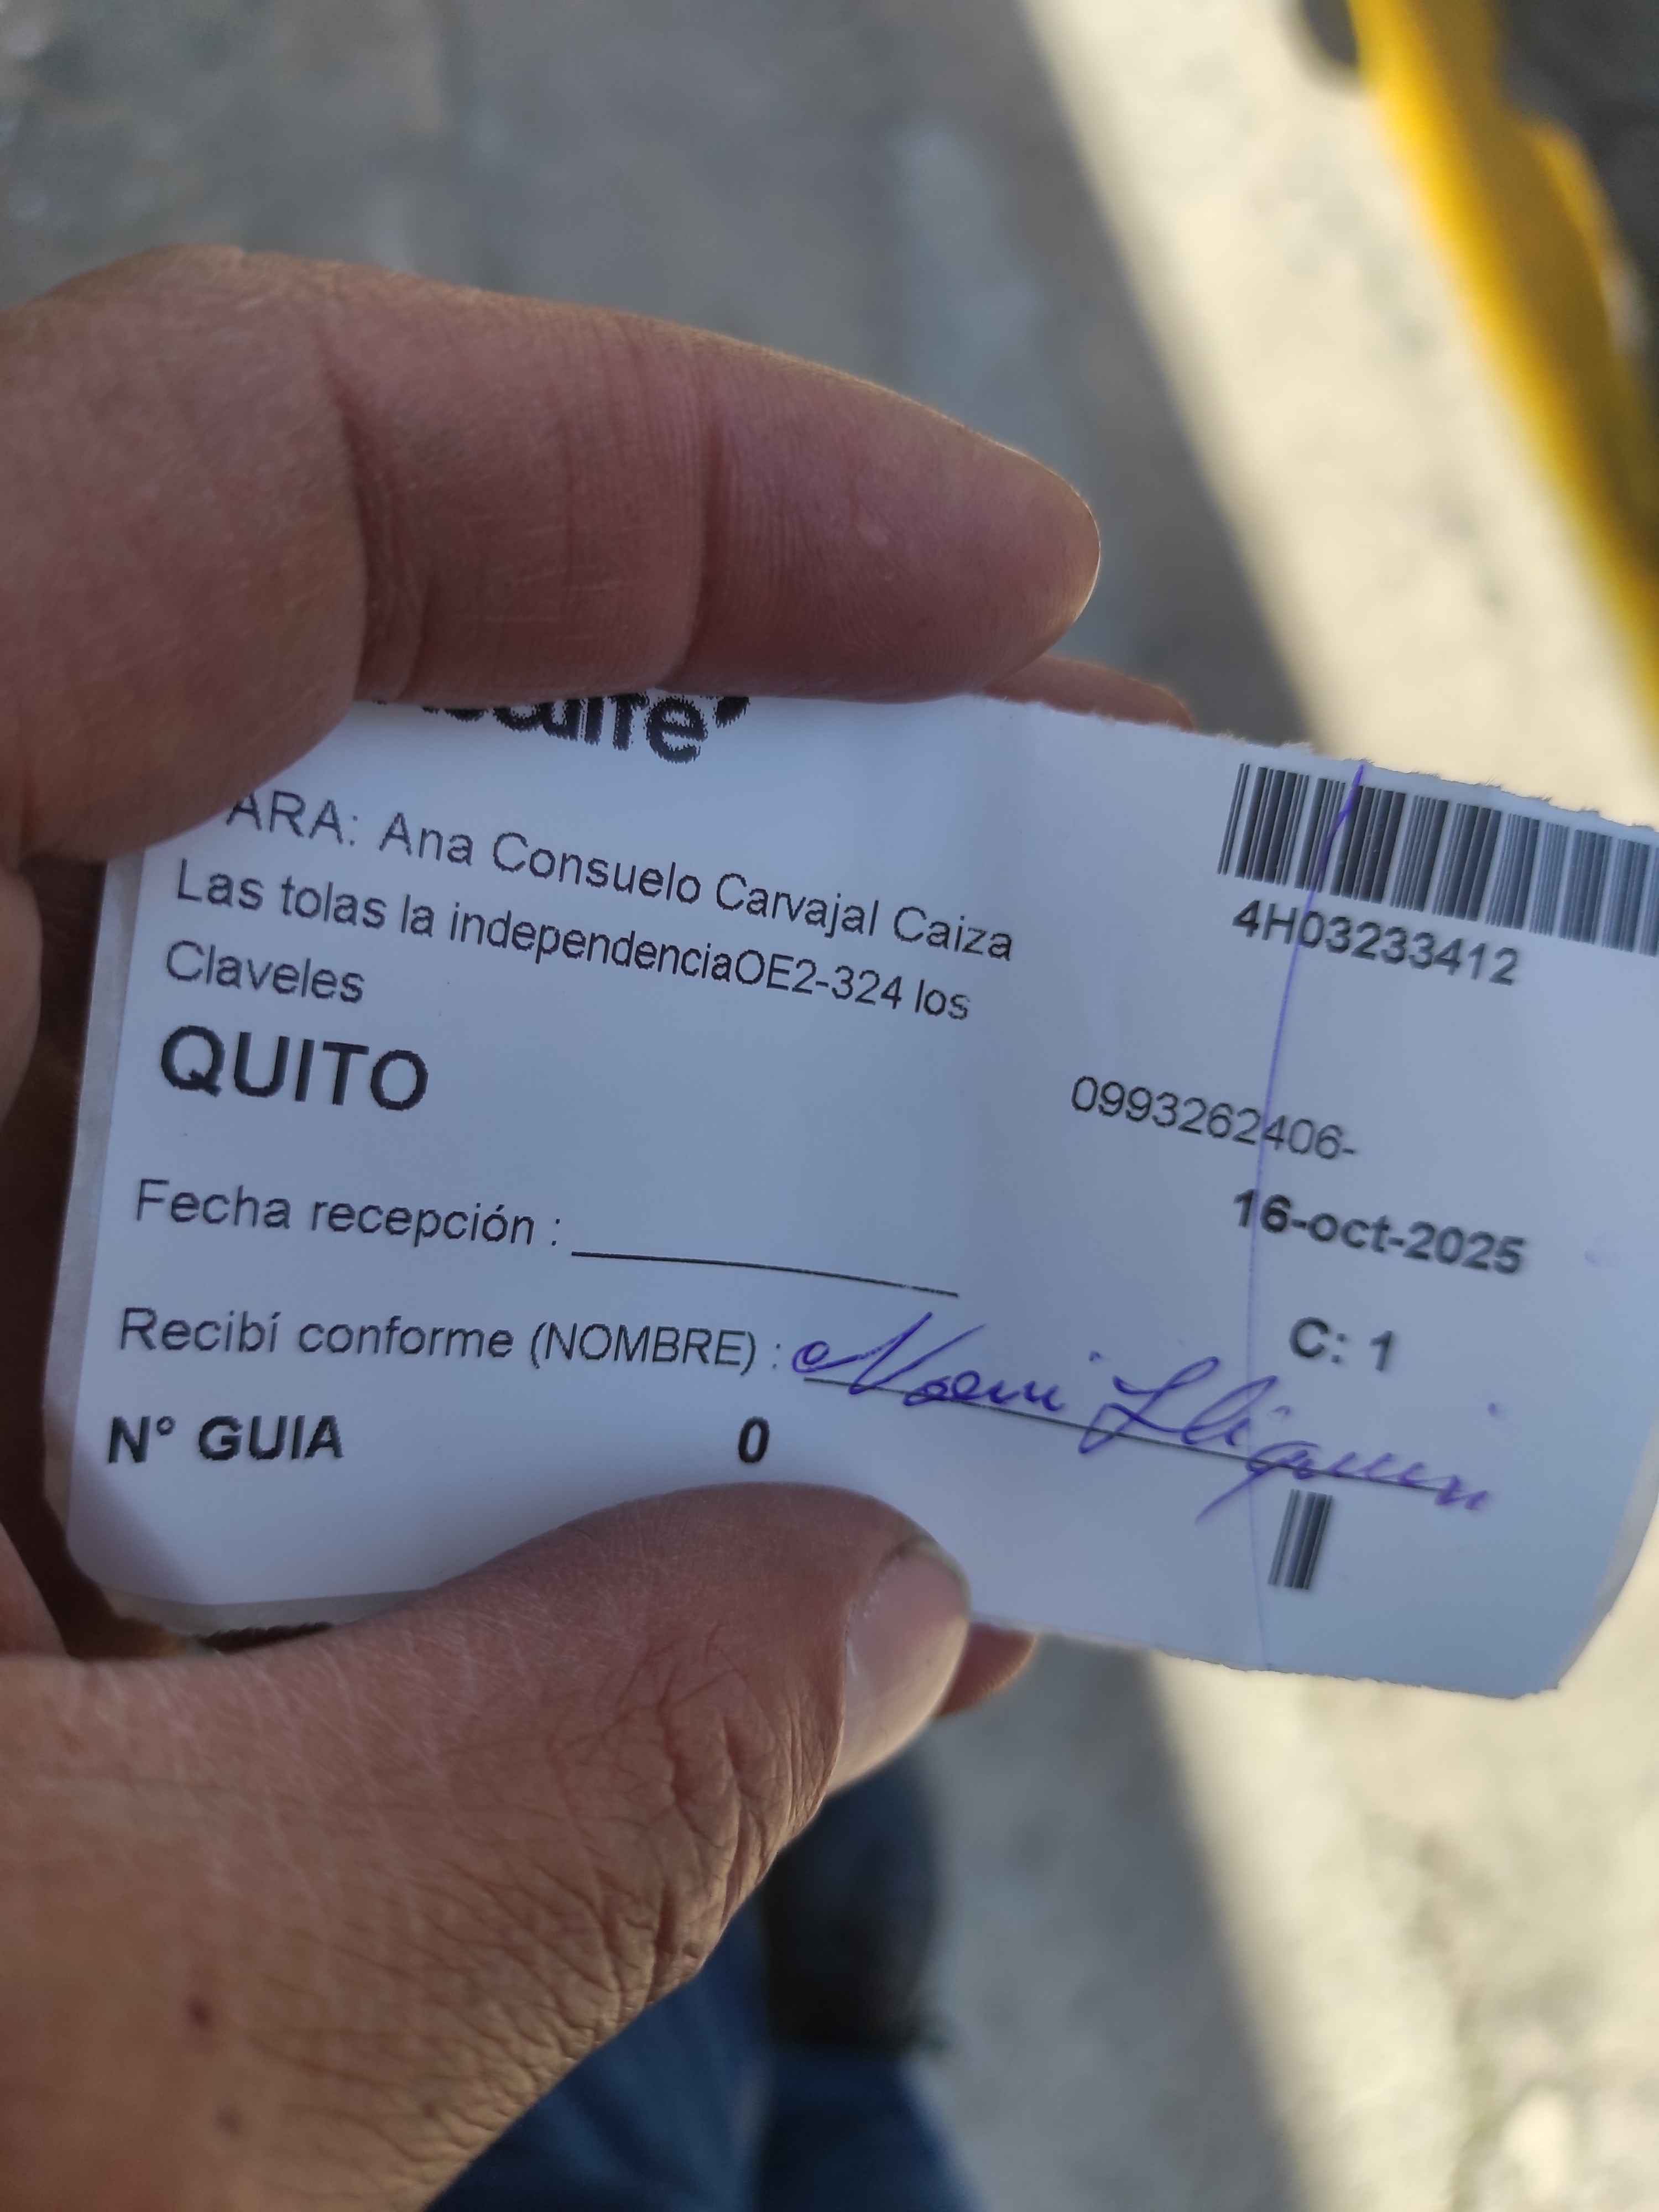 ARA: Ana Consuelo Carvajal Caiza
Las tolas la independenciaOE2-324 los
Claveles
QUITO
4H03233412
0993262406-
16-oct-2025
Fecha recepción :
C: 1
Recibí conforme (NOMBRE) : Noemi
N° GUIA 0